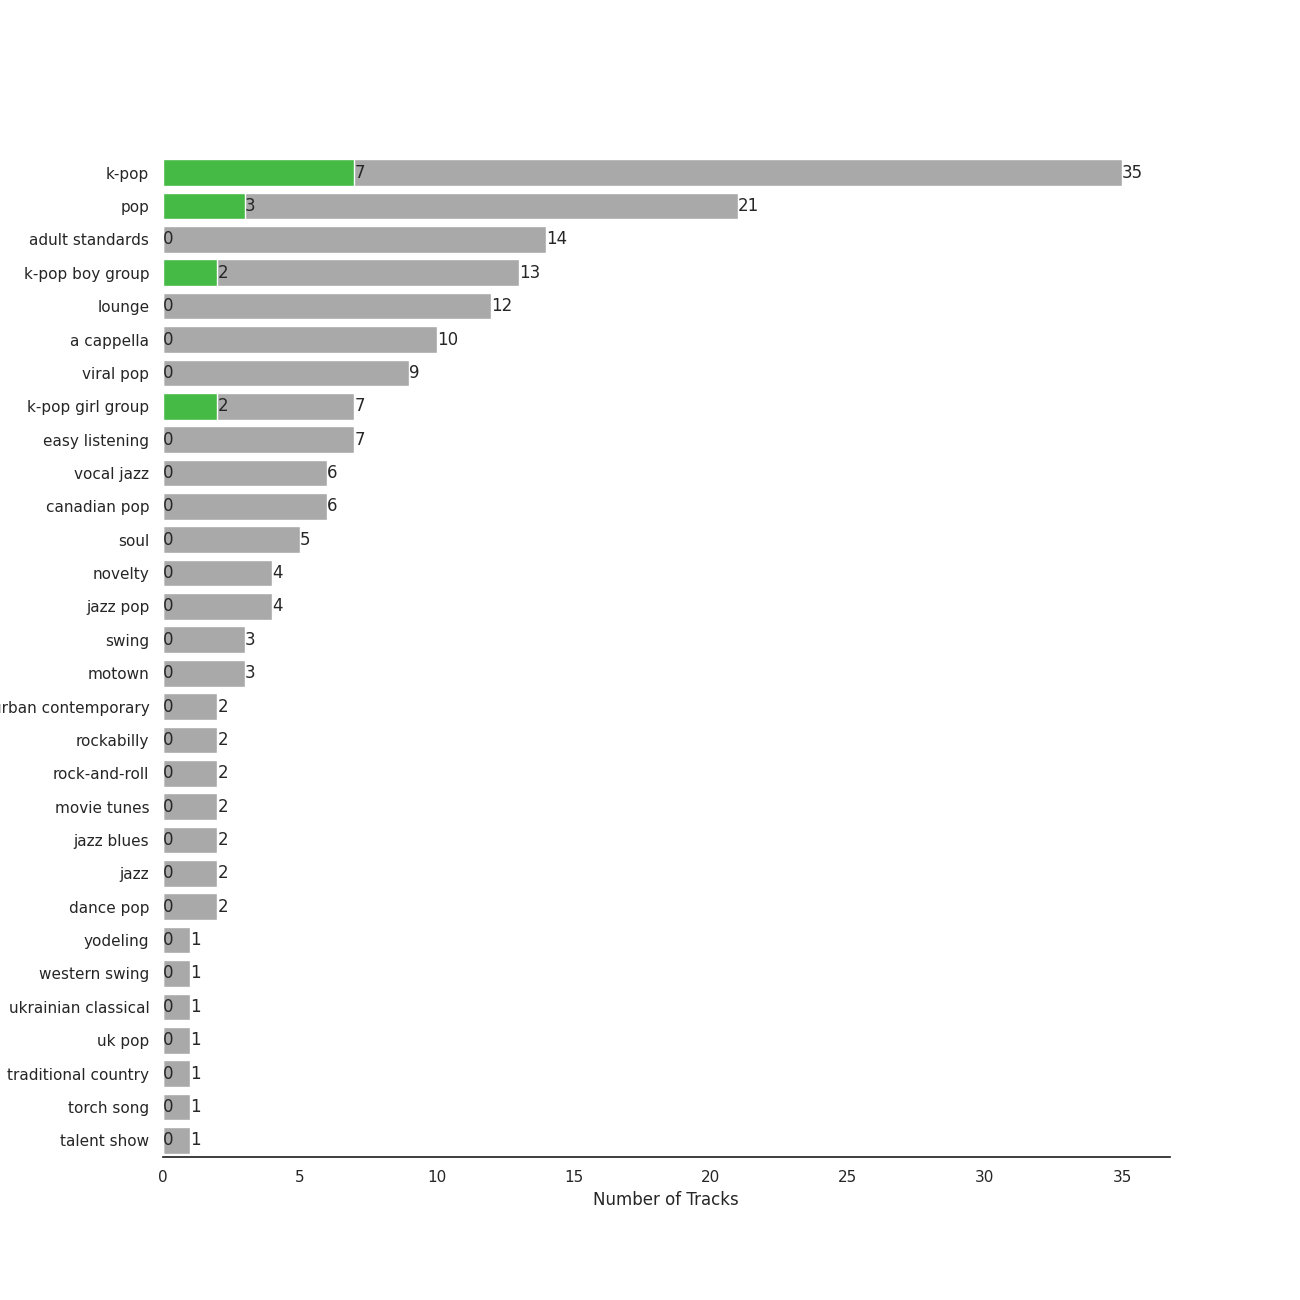 k-pop 7 35
pop 3 21
adult standards 0 14
k-pop boy group 2 13
lounge 0 12
a cappella 0 10
viral pop 0 9
k-pop girl group 2 7
easy listening 0 7
vocal jazz 0 6
canadian pop 0 6
soul 0 5
novelty 0 4
jazz pop 0 4
swing 0 3
motown 0 3
rban contemporary 0 2
rockabilly 0 2
rock-and-roll 0 2
movie tunes 0 2
jazz blues 0 2
jazz 0 2
dance pop 0 2
yodeling 0 1
western swing 0 1
ukrainian classical 0 1
uk pop 0 1
traditional country 0 1
torch song 0 1
talent show 0 1
0 5 10 15 20 25 30 35
Number of Tracks